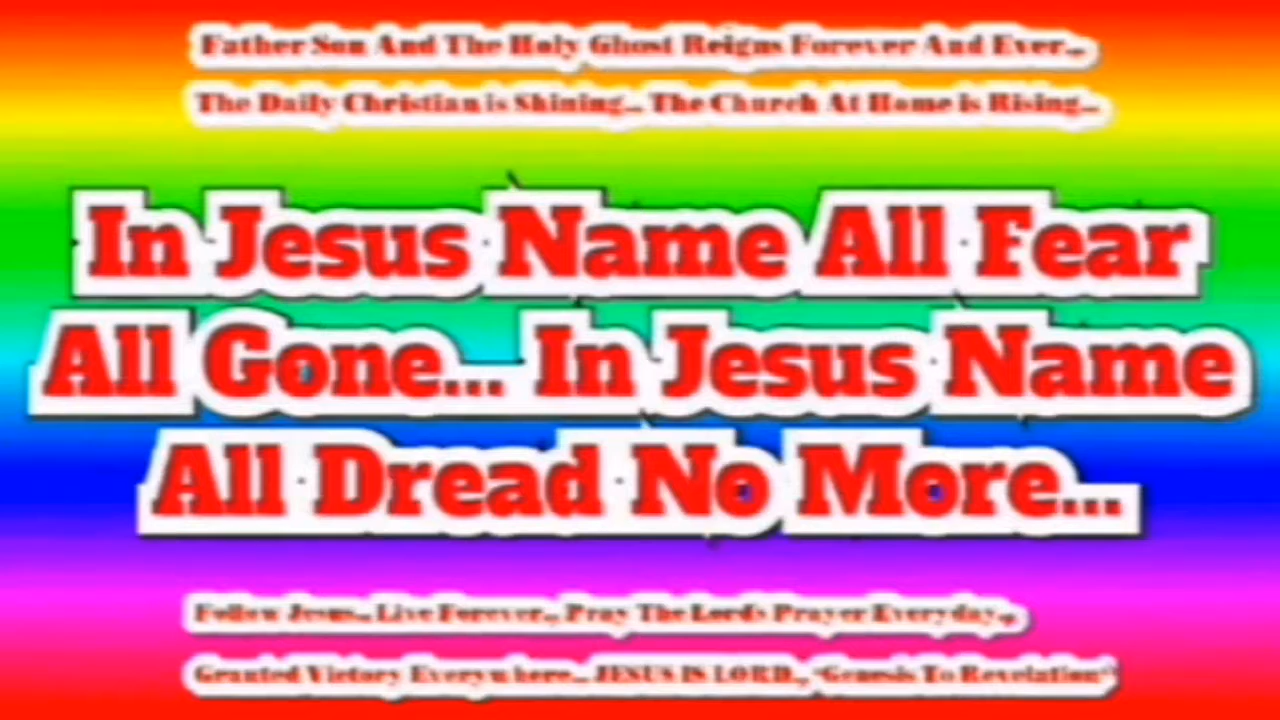 Father Son And The Holy Ghost Reigns Forever And Ever...
The Daily Christian is Shining... The Church At Home is Rising...
In Jesus Name All Fear
All Gone... In Jesus Name
All Dread No More...
Follow Jesus... Live Forever... Pray The Lords Prayer Everyday...
Granted Victory Everywhere... JESUS IS LORD... "Genesis To Revelation"